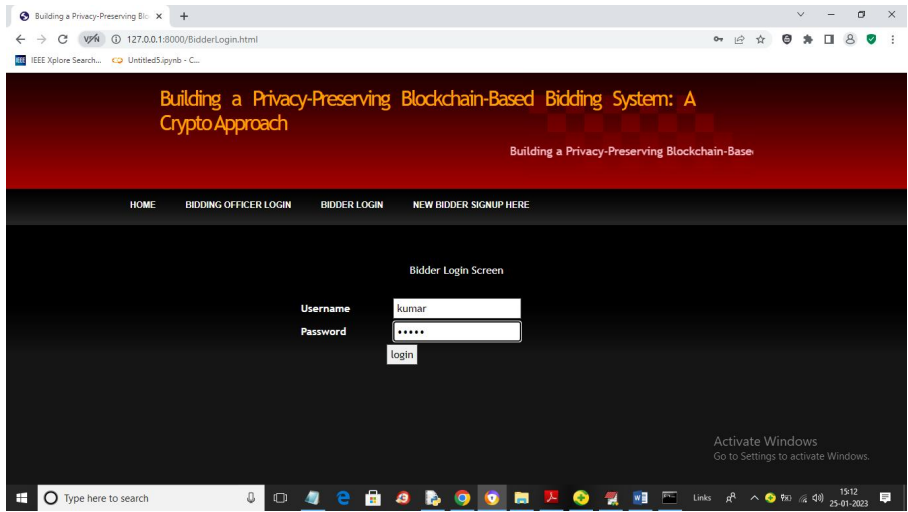 Building a Privacy-Preserving Blo
127.0.0.1:8000/BidderLogin.html
IEEE Xplore Search... Untitled5.ipynb - C...
Building a Privacy-Preserving Blockchain-Based Bidding System: A
Crypto Approach
Building a Privacy-Preserving Blockchain-Base
HOME BIDDING OFFICER LOGIN BIDDER LOGIN NEW BIDDER SIGNUP HERE
Bidder Login Screen
Username kumar
Password •••••
login
Activate Windows
Go to Settings to activate Windows.
Type here to search Links 15:12
25-01-2023